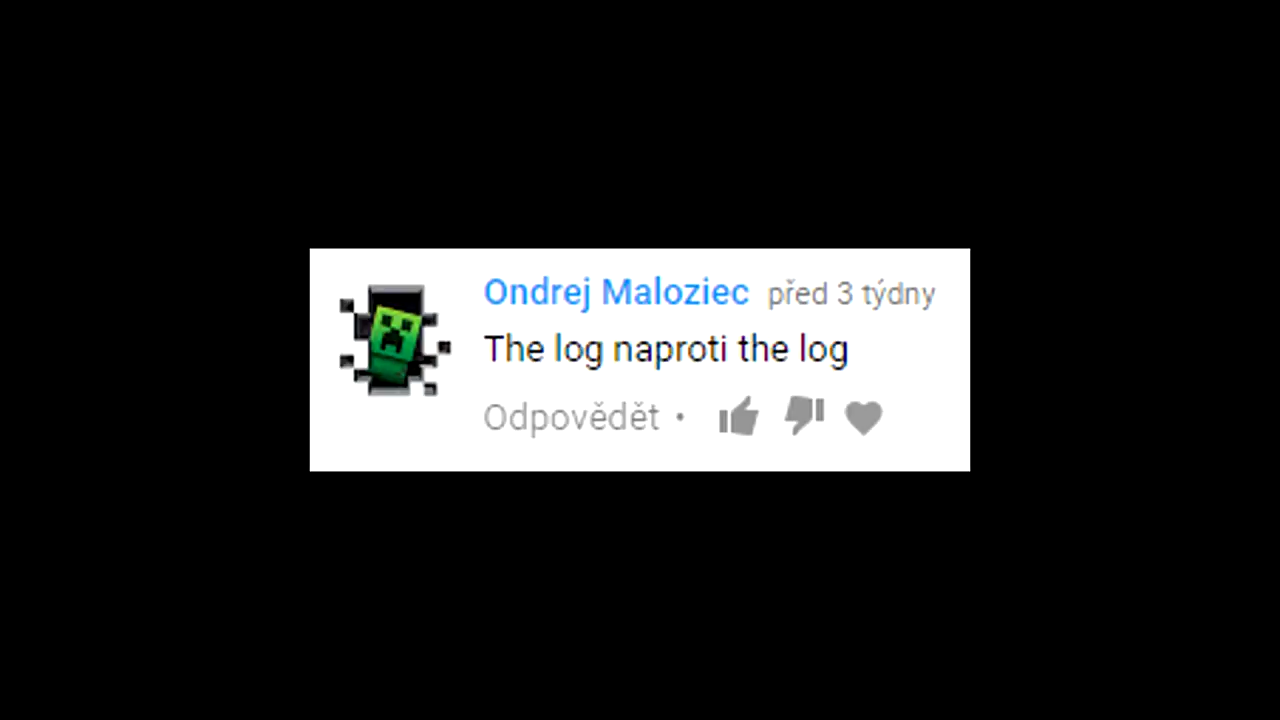 Ondrej Maloziec před 3 týdny
The log naproti the log
Odpovědět •